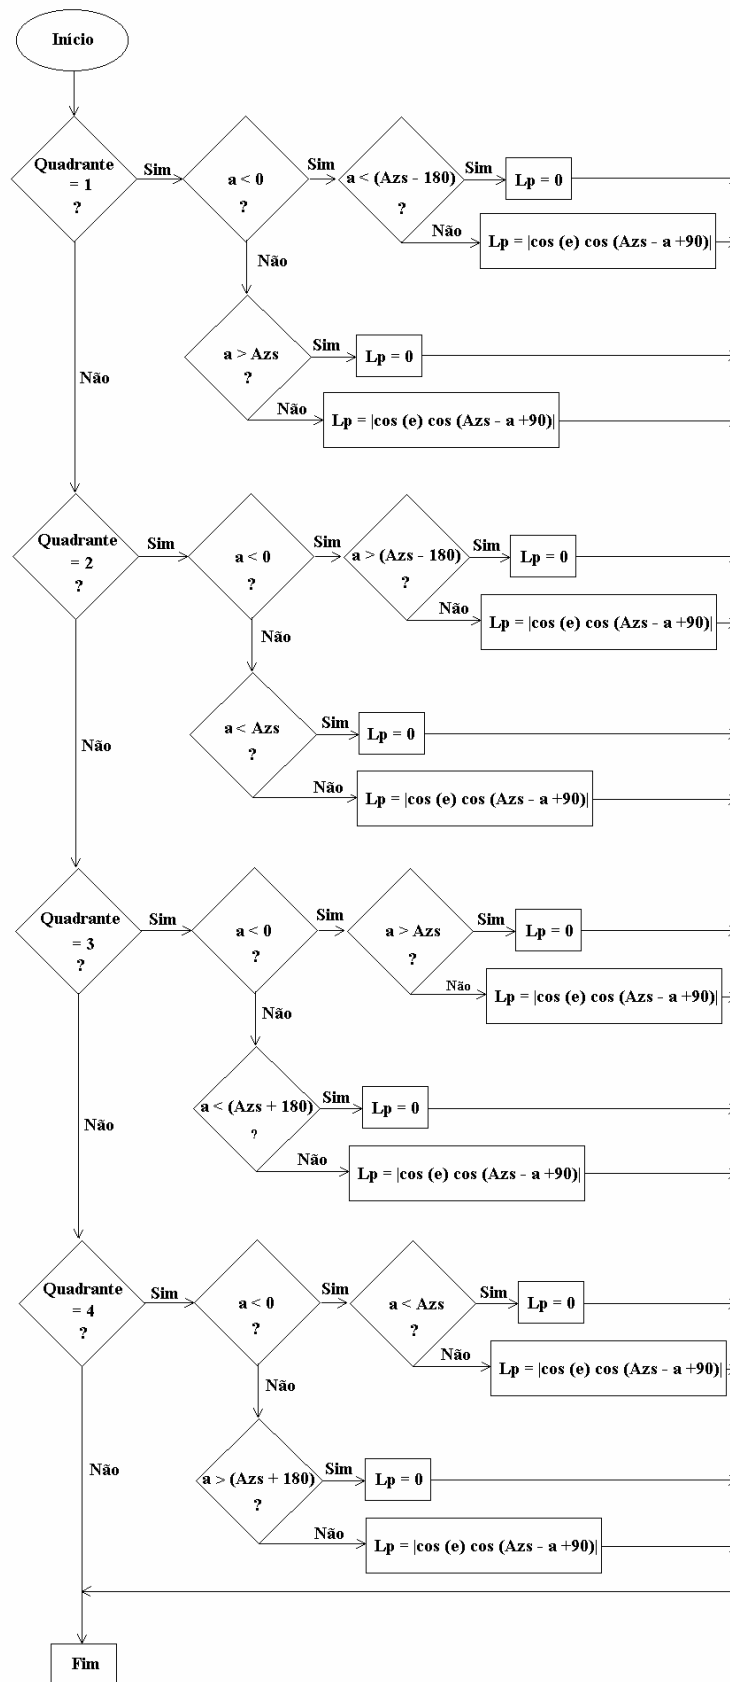 Início
Quadrante
= 1
?
Sim
a < 0
?
Sim
a < (Azs - 180)
?
Sim
Lp = 0
Não
Lp = |cos (e) cos (Azs - a +90)|
Não
a > Azs
?
Sim
Lp = 0
Não
Lp = |cos (e) cos (Azs - a +90)|
Não
Quadrante
= 2
?
Sim
a < 0
?
Sim
a > (Azs - 180)
?
Sim
Lp = 0
Não
Lp = |cos (e) cos (Azs - a +90)|
Não
a < Azs
?
Sim
Lp = 0
Não
Lp = |cos (e) cos (Azs - a +90)|
Não
Quadrante
= 3
?
Sim
a < 0
?
Sim
a > Azs
?
Sim
Lp = 0
Não
Lp = |cos (e) cos (Azs - a +90)|
Não
a < (Azs + 180)
?
Sim
Lp = 0
Não
Lp = |cos (e) cos (Azs - a +90)|
Não
Quadrante
= 4
?
Sim
a < 0
?
Sim
a < Azs
?
Sim
Lp = 0
Não
Lp = |cos (e) cos (Azs - a +90)|
Não
a > (Azs + 180)
?
Sim
Lp = 0
Não
Lp = |cos (e) cos (Azs - a +90)|
Não
Fim